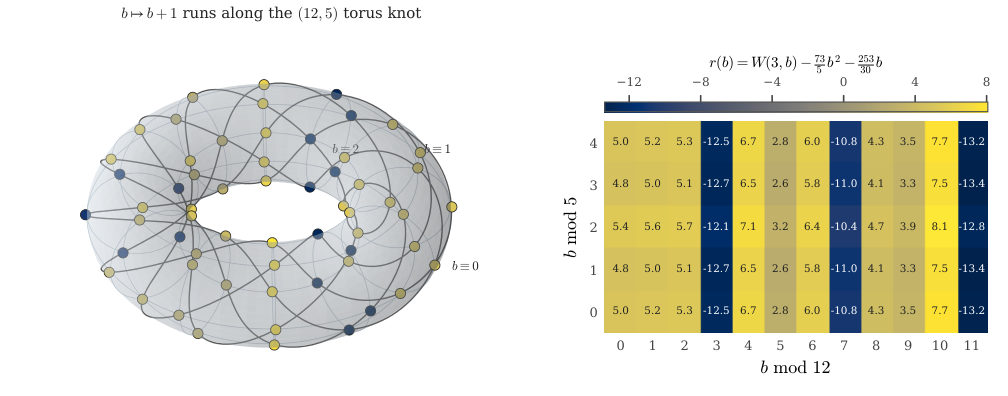 b ↦ b + 1 runs along the (12, 5) torus knot
b ≡ 2
b ≡ 1
b ≡ 0
r(b) = W(3, b) − 73/5 b² − 253/30 b
−12 −8 −4 0 4 8
4 5.0 5.2 5.3 -12.5 6.7 2.8 6.0 -10.8 4.3 3.5 7.7 -13.2
3 4.8 5.0 5.1 -12.7 6.5 2.6 5.8 -11.0 4.1 3.3 7.5 -13.4
2 5.4 5.6 5.7 -12.1 7.1 3.2 6.4 -10.4 4.7 3.9 8.1 -12.8
1 4.8 5.0 5.1 -12.7 6.5 2.6 5.8 -11.0 4.1 3.3 7.5 -13.4
0 5.0 5.2 5.3 -12.5 6.7 2.8 6.0 -10.8 4.3 3.5 7.7 -13.2
b mod 5
0 1 2 3 4 5 6 7 8 9 10 11
b mod 12